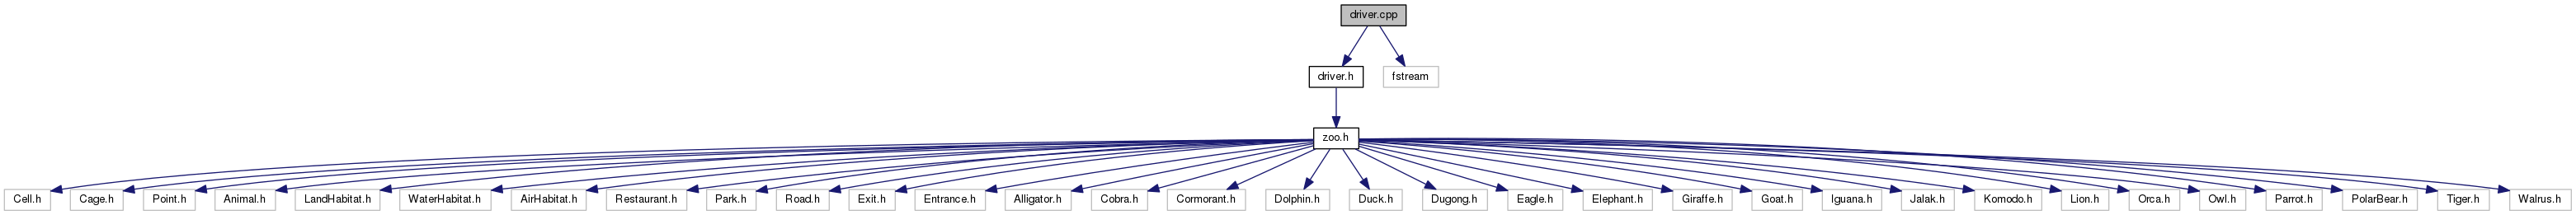 driver.cpp
driver.h
fstream
zoo.h
Cell.h
Cage.h
Point.h
Animal.h
LandHabitat.h
WaterHabitat.h
AirHabitat.h
Restaurant.h
Park.h
Road.h
Exit.h
Entrance.h
Alligator.h
Cobra.h
Cormorant.h
Dolphin.h
Duck.h
Dugong.h
Eagle.h
Elephant.h
Giraffe.h
Goat.h
Iguana.h
Jalak.h
Komodo.h
Lion.h
Orca.h
Owl.h
Parrot.h
PolarBear.h
Tiger.h
Walrus.h